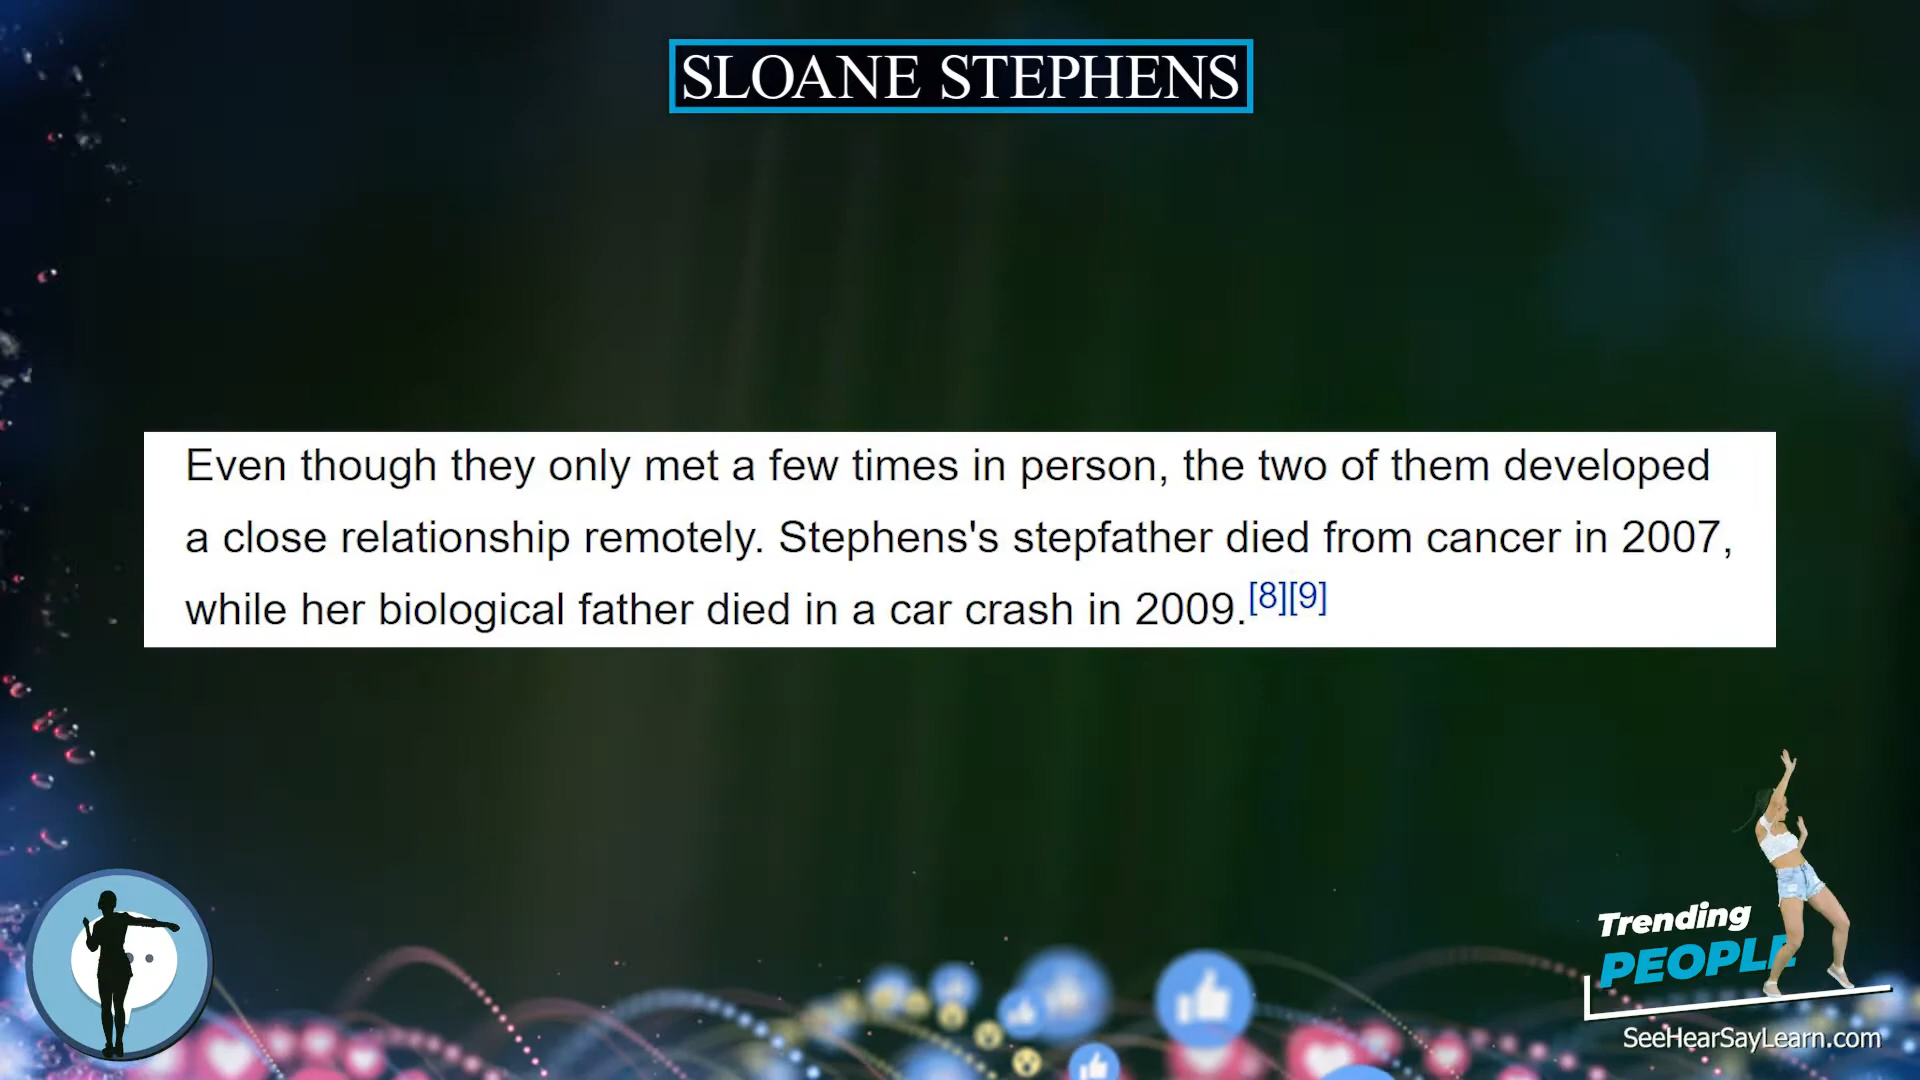 SLOANE STEPHENS
Even though they only met a few times in person, the two of them developed
a close relationship remotely. Stephens's stepfather died from cancer in 2007,
while her biological father died in a car crash in 2009.[8][9]
Trending
PEOPLE
SeeHearSayLearn.com